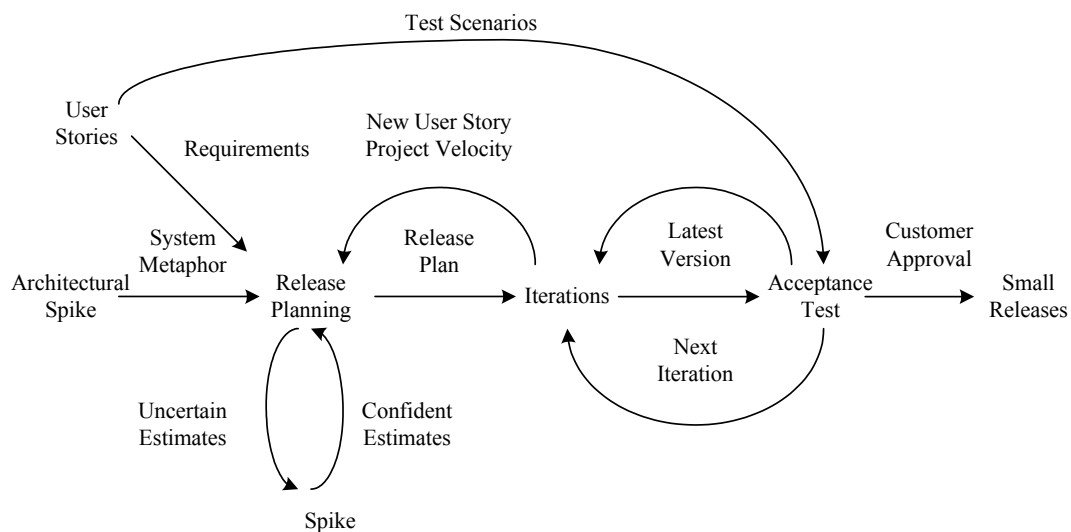 Test Scenarios
User
Stories
Requirements
New User Story
Project Velocity
System
Metaphor
Release
Plan
Latest
Version
Customer
Approval
Architectural
Spike
Release
Planning
Iterations
Acceptance
Test
Small
Releases
Next
Iteration
Uncertain
Estimates
Confident
Estimates
Spike